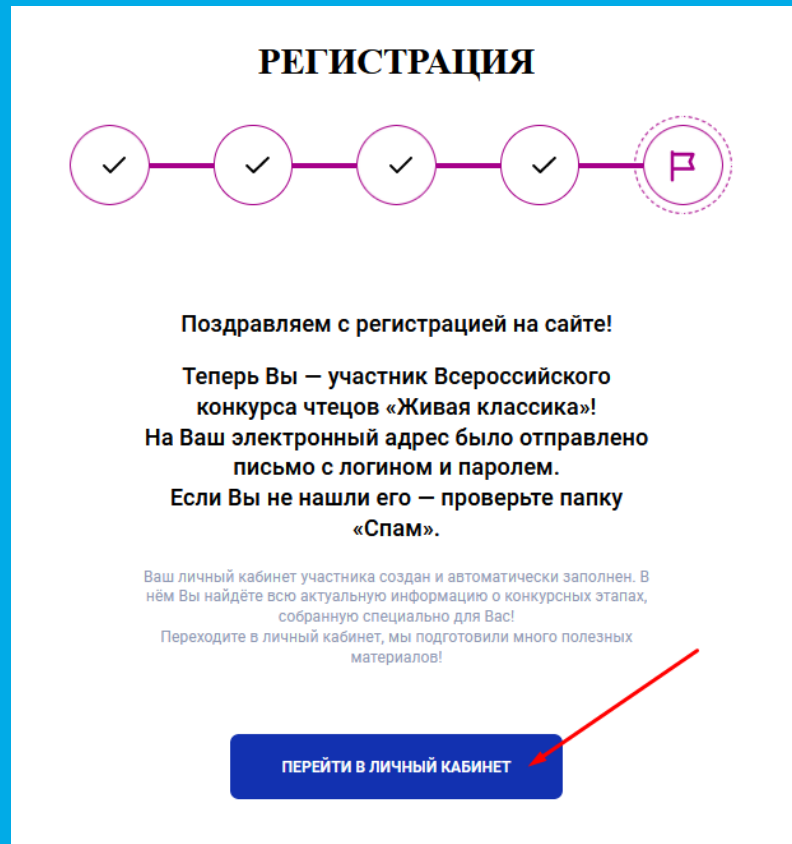 РЕГИСТРАЦИЯ
Поздравляем с регистрацией на сайте!
Теперь Вы — участник Всероссийского
конкурса чтецов «Живая классика»!
На Ваш электронный адрес было отправлено
письмо с логином и паролем.
Если Вы не нашли его — проверьте папку
«Спам».
Ваш личный кабинет участника создан и автоматически заполнен. В
нём Вы найдёте всю актуальную информацию о конкурсных этапах,
собранную специально для Вас!
Переходите в личный кабинет, мы подготовили много полезных
материалов!
ПЕРЕЙТИ В ЛИЧНЫЙ КАБИНЕТ